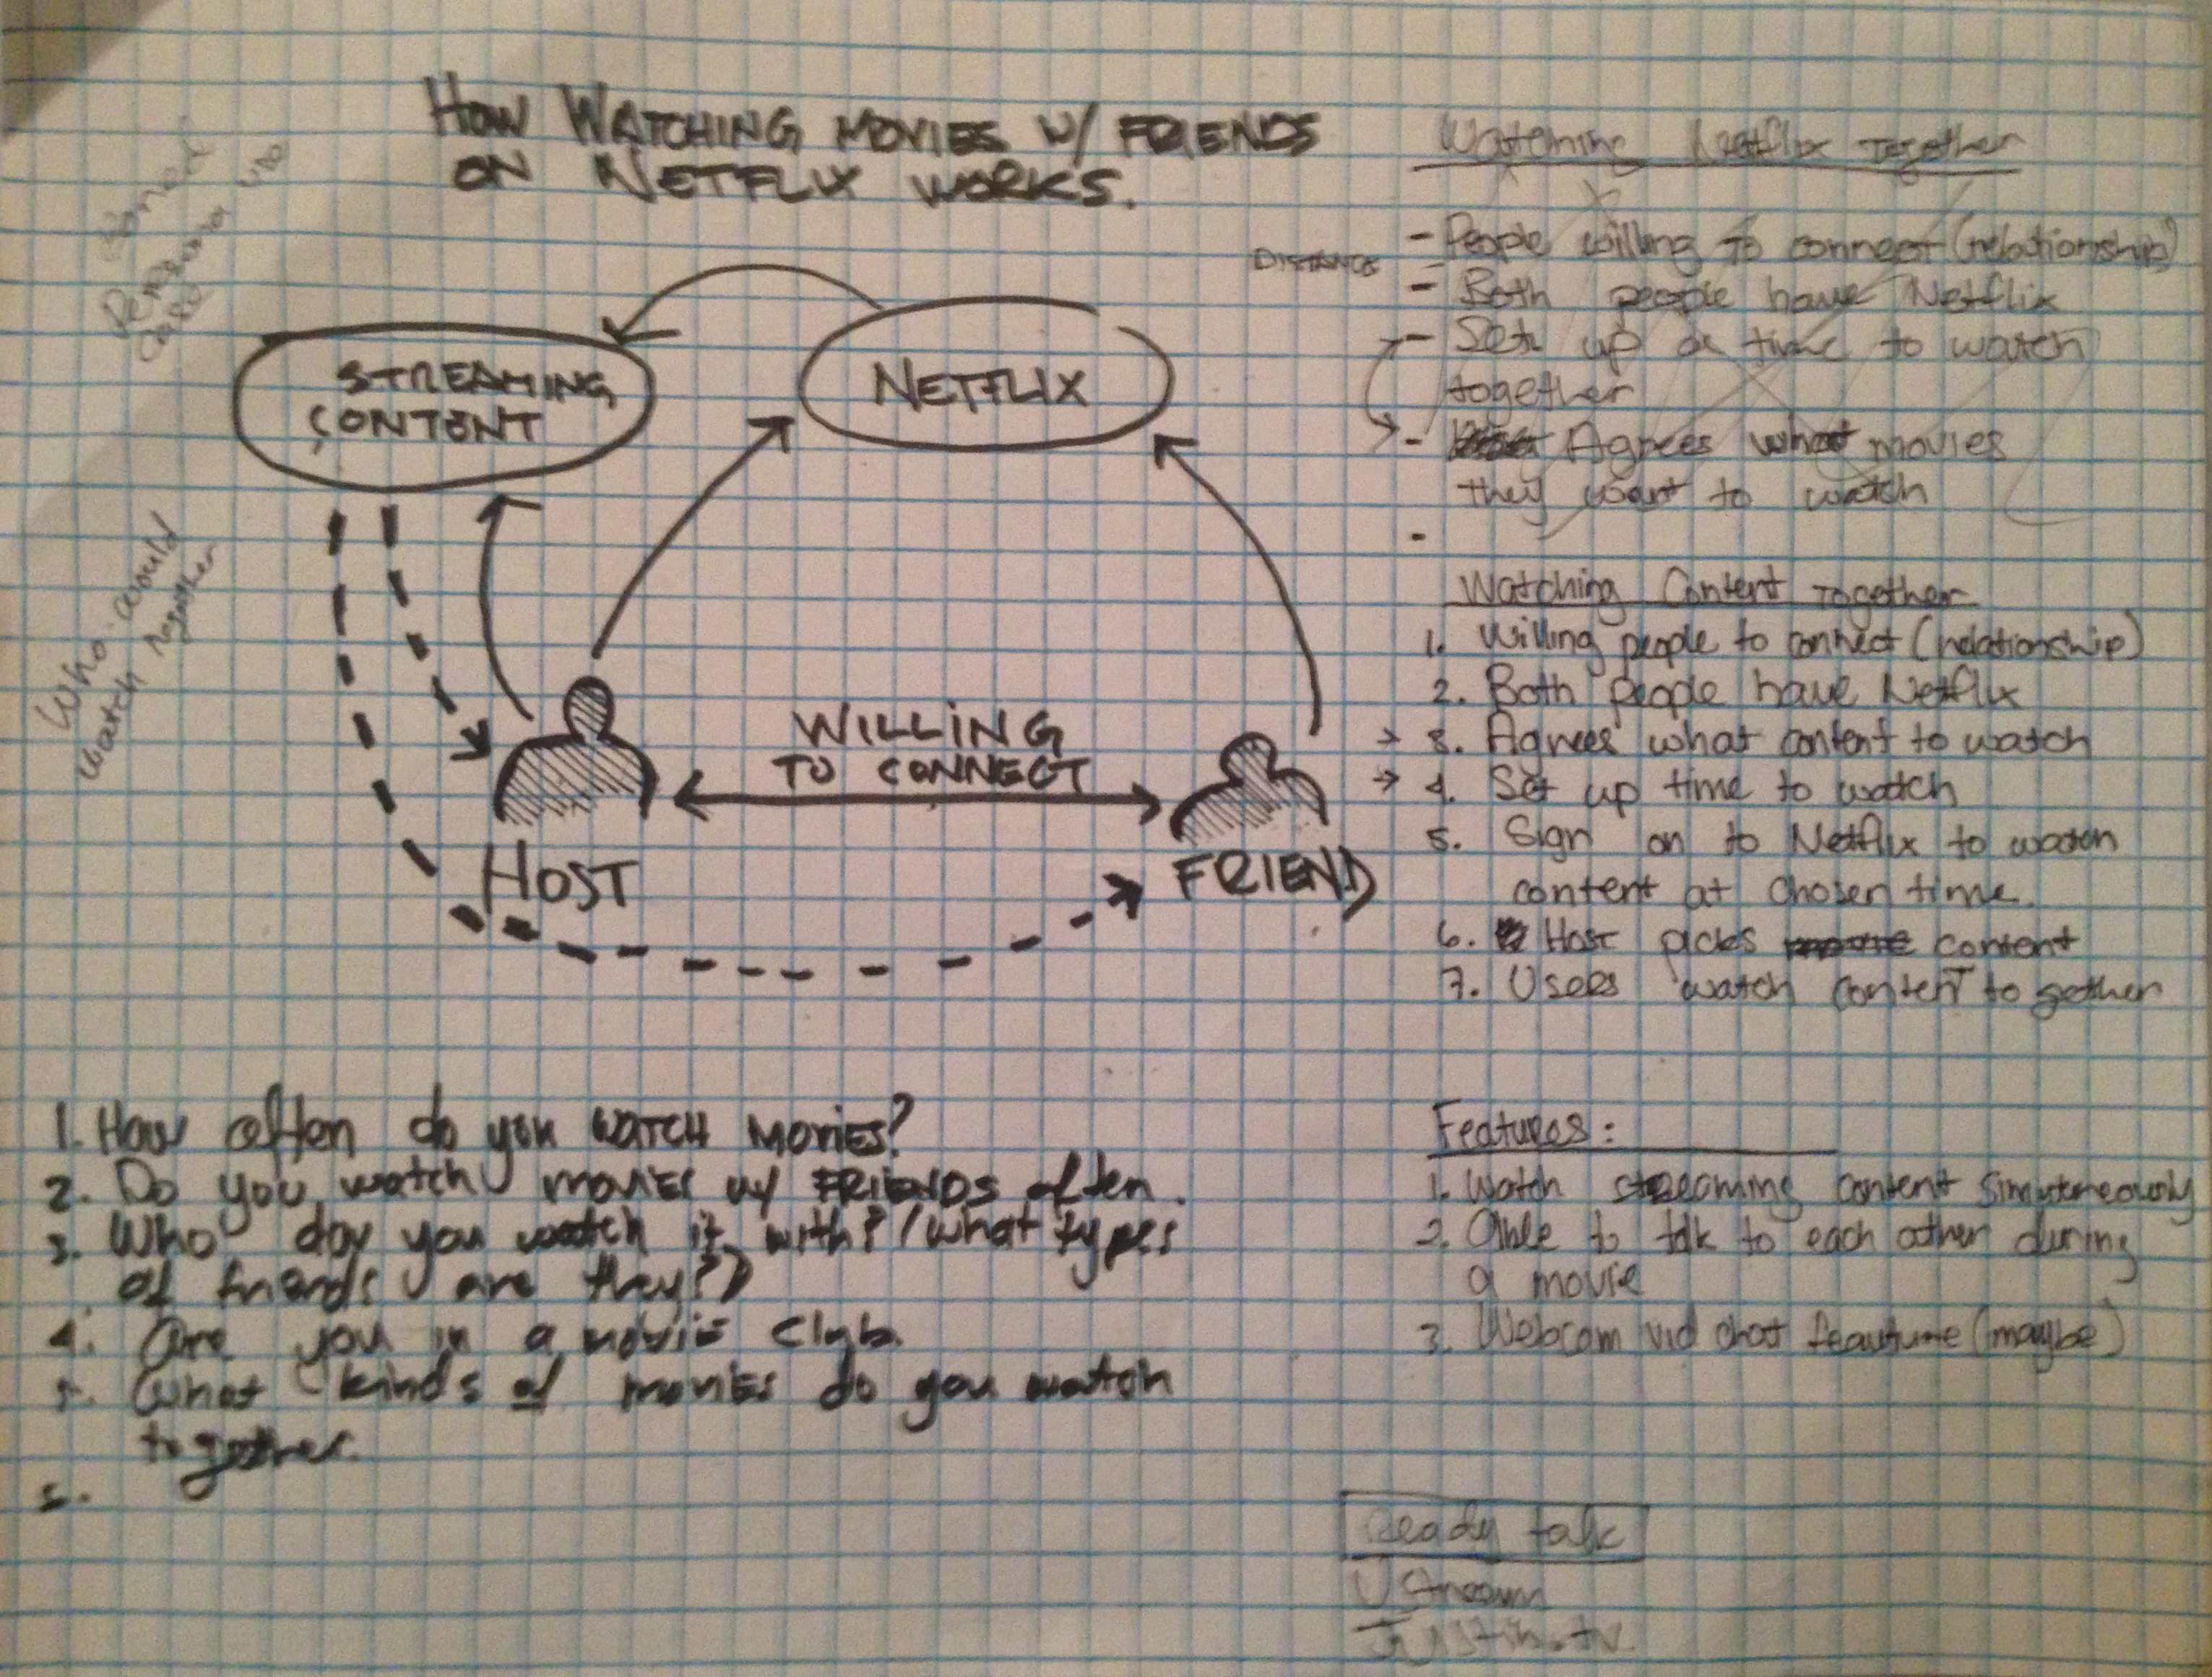 HOW WATCHING MOVIES W/ FRIENDS
ON NETFLIX WORKS.
STREAMING
CONTENT
NETFLIX
WILLING
TO CONNECT
HOST
FRIEND
Who would
watch together
Persona
Watching Netflix Together
DISTANCE
- People willing to connect (relationship)
- Both people have Netflix
- Set up a time to watch
together
- Agrees what movies
they want to watch
-
Watching Content Together
1. Willing people to connect (relationship)
2. Both people have Netflix
3. Agrees what content to watch
4. Set up time to watch
5. Sign on to Netflix to watch
content at chosen time.
6. Host picks movie content
7. Users watch content to gether
1. How often do you WATCH MOVIES?
2. Do you watch movies w/ FRIENDS often.
3. Who do you watch it with? / what types
of friends are they?)
4. Are you in a movie club.
5. What kinds of movies do you watch
together.
Features:
1. Watch streaming content
2. Able to talk to each other during
a movie
3. Webcam vid chat (maybe)
Ready talk
UStream
Justin.tv